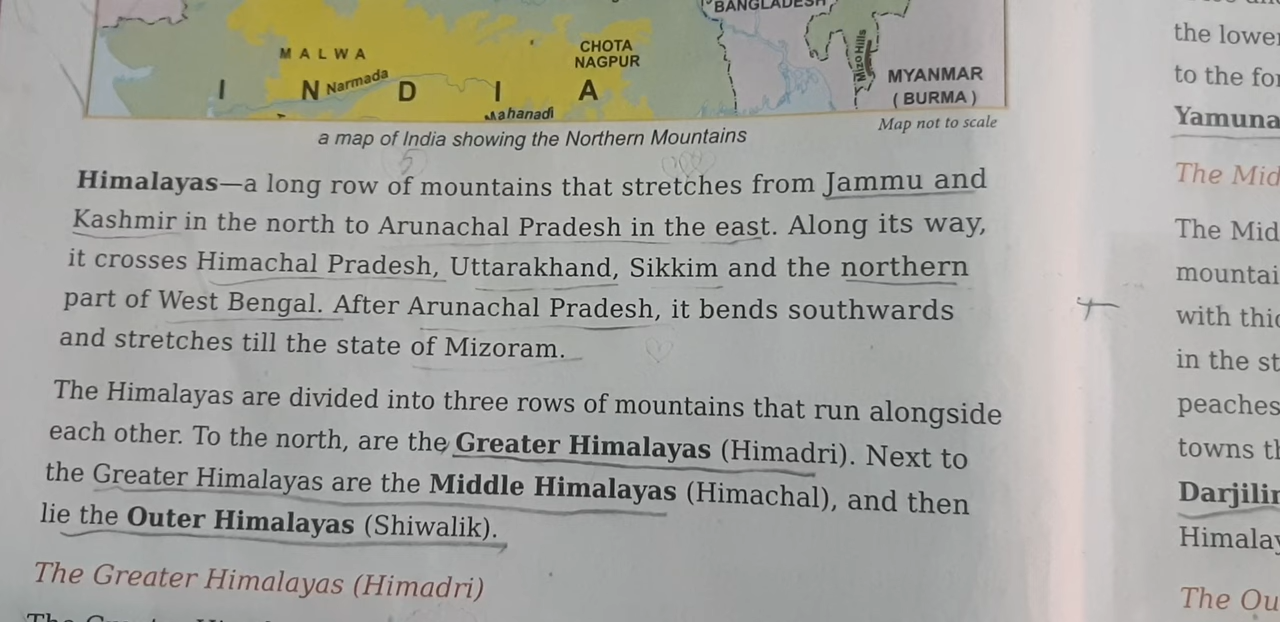 BANGLADESH
MALWA
CHOTA
NAGPUR
Mizo Hills
MYANMAR
(BURMA)
I N D I A
Narmada
Mahanadi
a map of India showing the Northern Mountains
Map not to scale
5
Himalayas—a long row of mountains that stretches from Jammu and
Kashmir in the north to Arunachal Pradesh in the east. Along its way,
it crosses Himachal Pradesh, Uttarakhand, Sikkim and the northern
part of West Bengal. After Arunachal Pradesh, it bends southwards
and stretches till the state of Mizoram.
The Himalayas are divided into three rows of mountains that run alongside
each other. To the north, are the Greater Himalayas (Himadri). Next to
the Greater Himalayas are the Middle Himalayas (Himachal), and then
lie the Outer Himalayas (Shiwalik).
The Greater Himalayas (Himadri)
the lower
to the fo
Yamuna
The Mid
The Mid
mountai
with thic
in the st
peaches
towns th
Darjilin
Himalay
The Ou